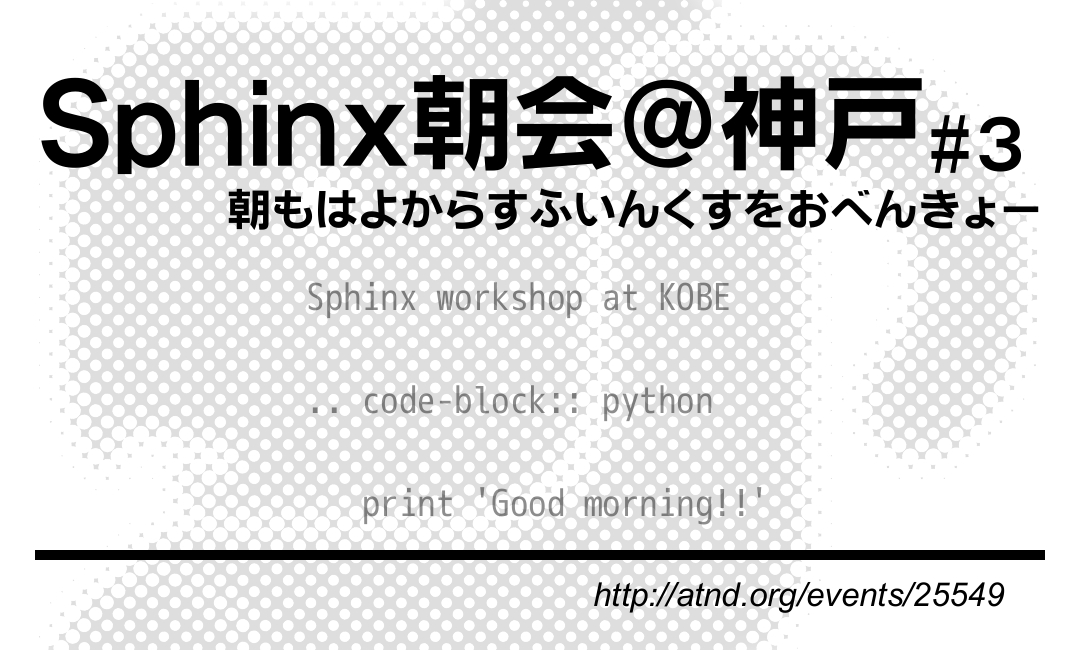 Sphinx朝会@神戸#3
朝もはよからすふぃんくすをおべんきょー
Sphinx workshop at KOBE
.. code-block:: python
print 'Good morning!!'
http://atnd.org/events/25549